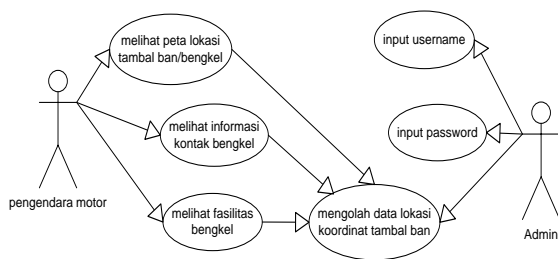 melihat peta lokasi
tambal ban/bengkel
input username
melihat informasi
kontak bengkel
input password
pengendara motor
melihat fasilitas
bengkel
mengolah data lokasi
koordinat tambal ban
Admin